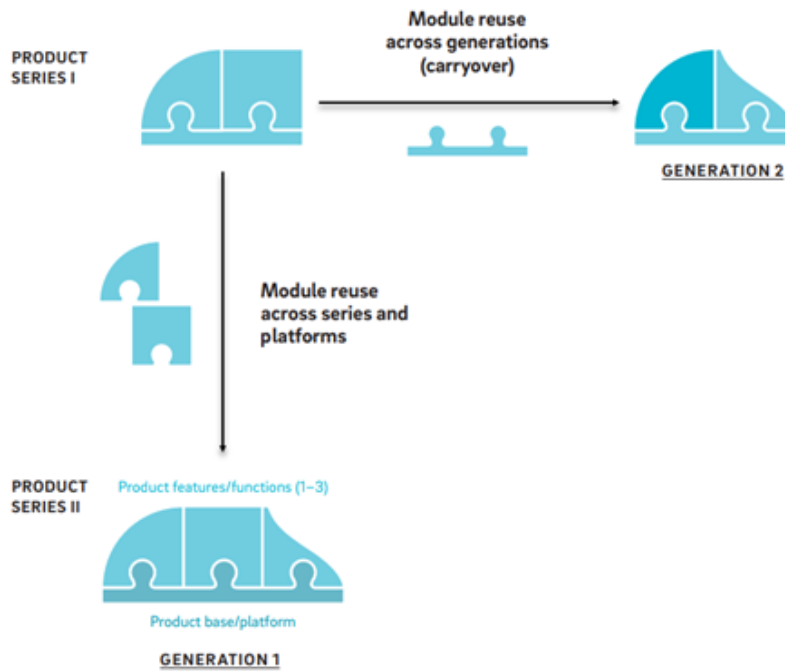 Module reuse
across generations
(carryover)
PRODUCT
SERIES I
GENERATION 2
Module reuse
across series and
platforms
PRODUCT
SERIES II
Product features/functions (1–3)
Product base/platform
GENERATION 1